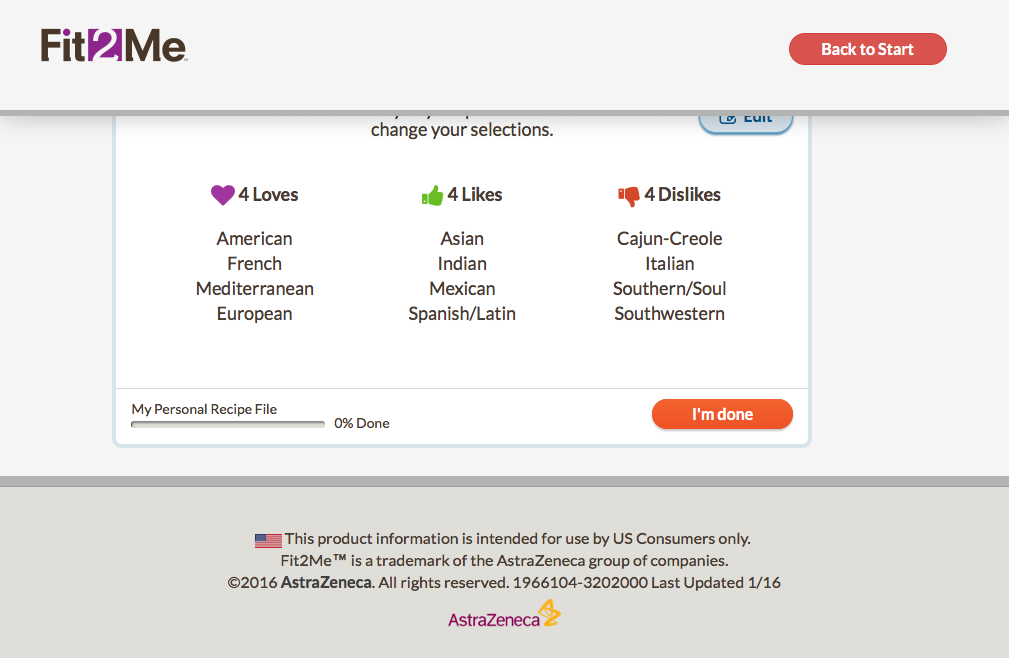 Fit2Me™
Back to Start
change your selections.
Edit
4 Loves
American
French
Mediterranean
European
4 Likes
Asian
Indian
Mexican
Spanish/Latin
4 Dislikes
Cajun-Creole
Italian
Southern/Soul
Southwestern
My Personal Recipe File
0% Done
I'm done
This product information is intended for use by US Consumers only.
Fit2Me™ is a trademark of the AstraZeneca group of companies.
©2016 AstraZeneca. All rights reserved. 1966104-3202000 Last Updated 1/16
AstraZeneca